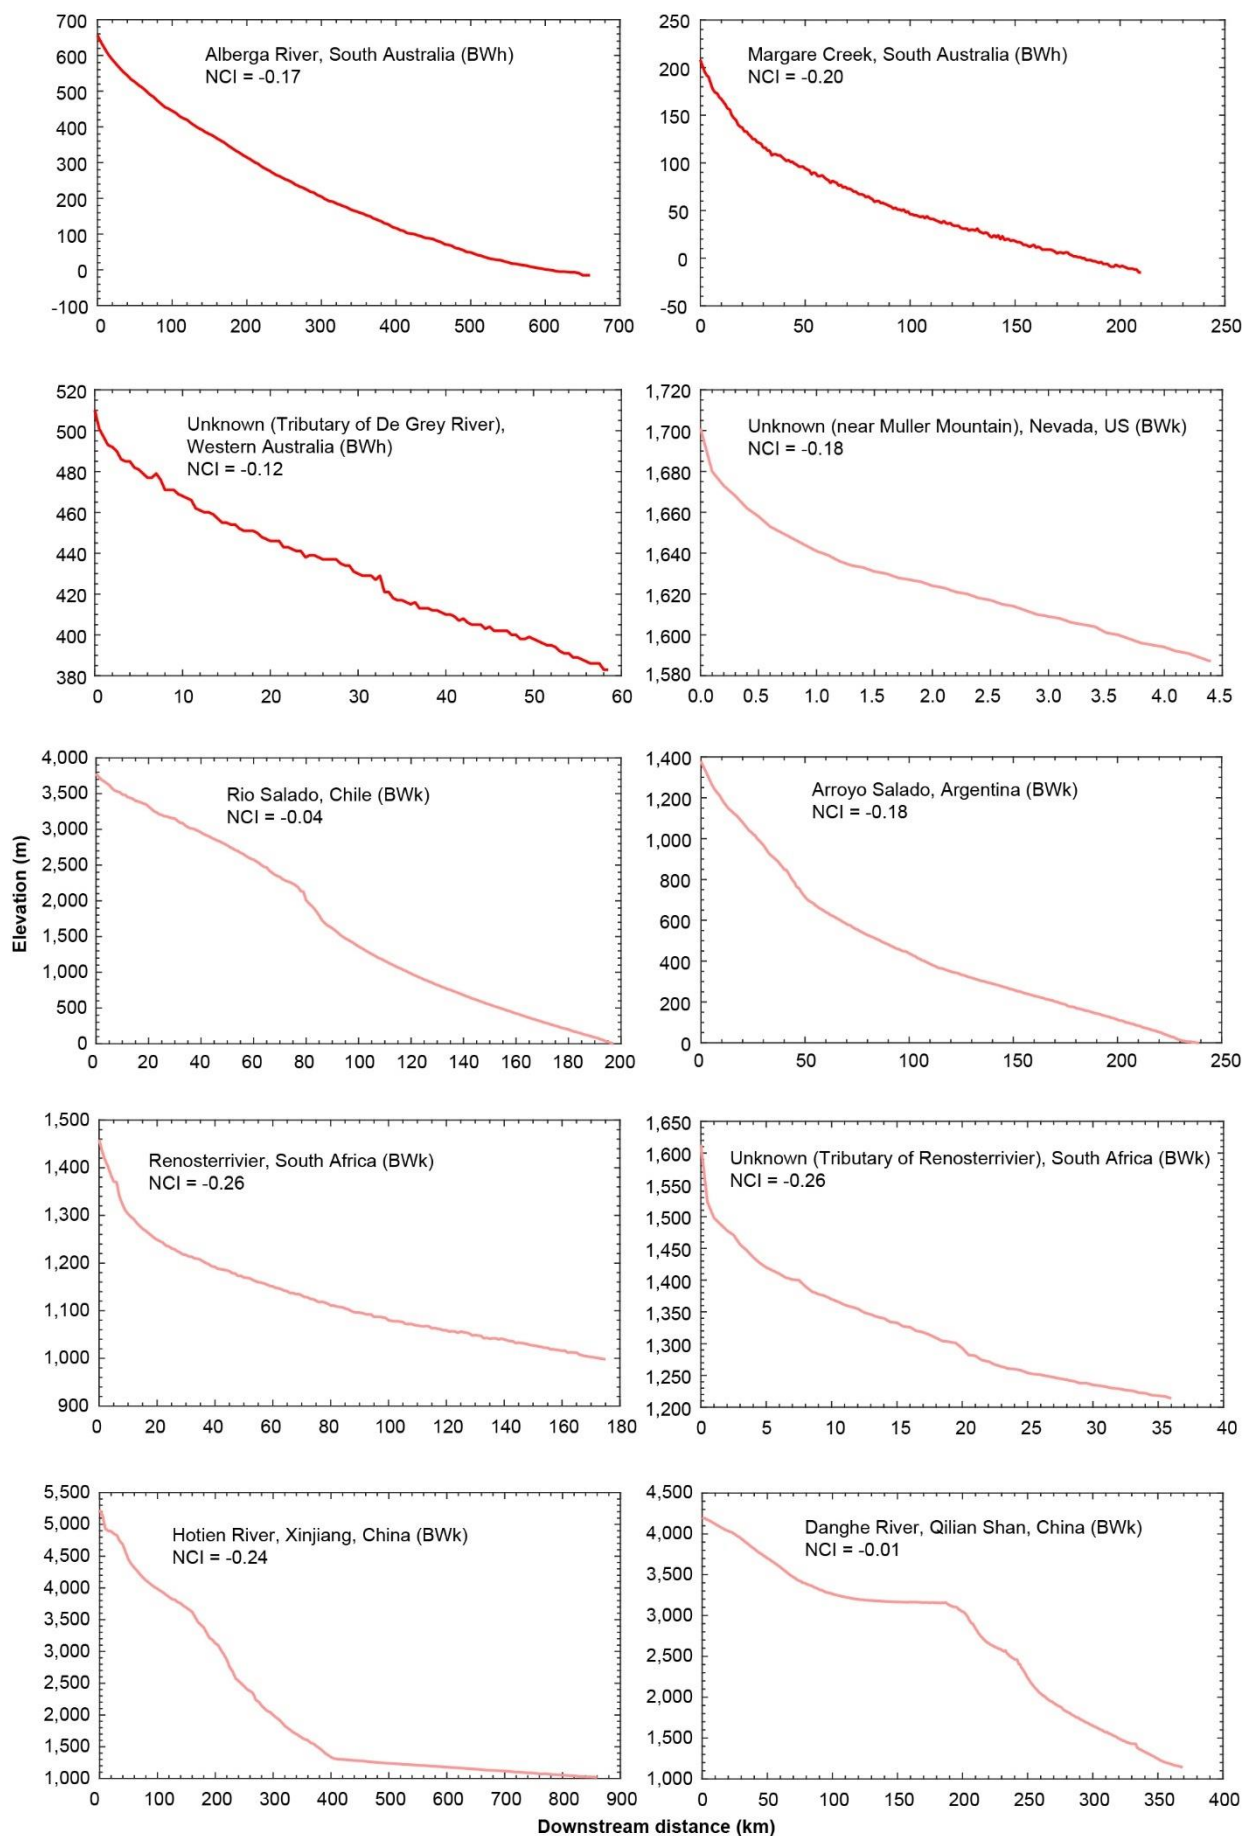 700
600
500
400
300
200
100
0
-100
Alberga River, South Australia (BWh)
NCI = -0.17
0 100 200 300 400 500 600 700
250
200
150
100
50
0
-50
Margare Creek, South Australia (BWh)
NCI = -0.20
0 50 100 150 200 250
520
500
480
460
440
420
400
380
Unknown (Tributary of De Grey River),
Western Australia (BWh)
NCI = -0.12
0 10 20 30 40 50 60
1,720
1,700
1,680
1,660
1,640
1,620
1,600
1,580
Unknown (near Muller Mountain), Nevada, US (BWk)
NCI = -0.18
0.0 0.5 1.0 1.5 2.0 2.5 3.0 3.5 4.0 4.5
Elevation (m)
4,000
3,500
3,000
2,500
2,000
1,500
1,000
500
0
Rio Salado, Chile (BWk)
NCI = -0.04
0 20 40 60 80 100 120 140 160 180 200
1,400
1,200
1,000
800
600
400
200
0
Arroyo Salado, Argentina (BWk)
NCI = -0.18
0 50 100 150 200 250
1,500
1,400
1,300
1,200
1,100
1,000
900
Renosterrivier, South Africa (BWk)
NCI = -0.26
0 20 40 60 80 100 120 140 160 180
1,650
1,600
1,550
1,500
1,450
1,400
1,350
1,300
1,250
1,200
Unknown (Tributary of Renosterrivier), South Africa (BWk)
NCI = -0.26
0 5 10 15 20 25 30 35 40
5,500
5,000
4,500
4,000
3,500
3,000
2,500
2,000
1,500
1,000
Hotien River, Xinjiang, China (BWk)
NCI = -0.24
0 100 200 300 400 500 600 700 800 900
4,500
4,000
3,500
3,000
2,500
2,000
1,500
1,000
Danghe River, Qilian Shan, China (BWk)
NCI = -0.01
0 50 100 150 200 250 300 350 400
Downstream distance (km)